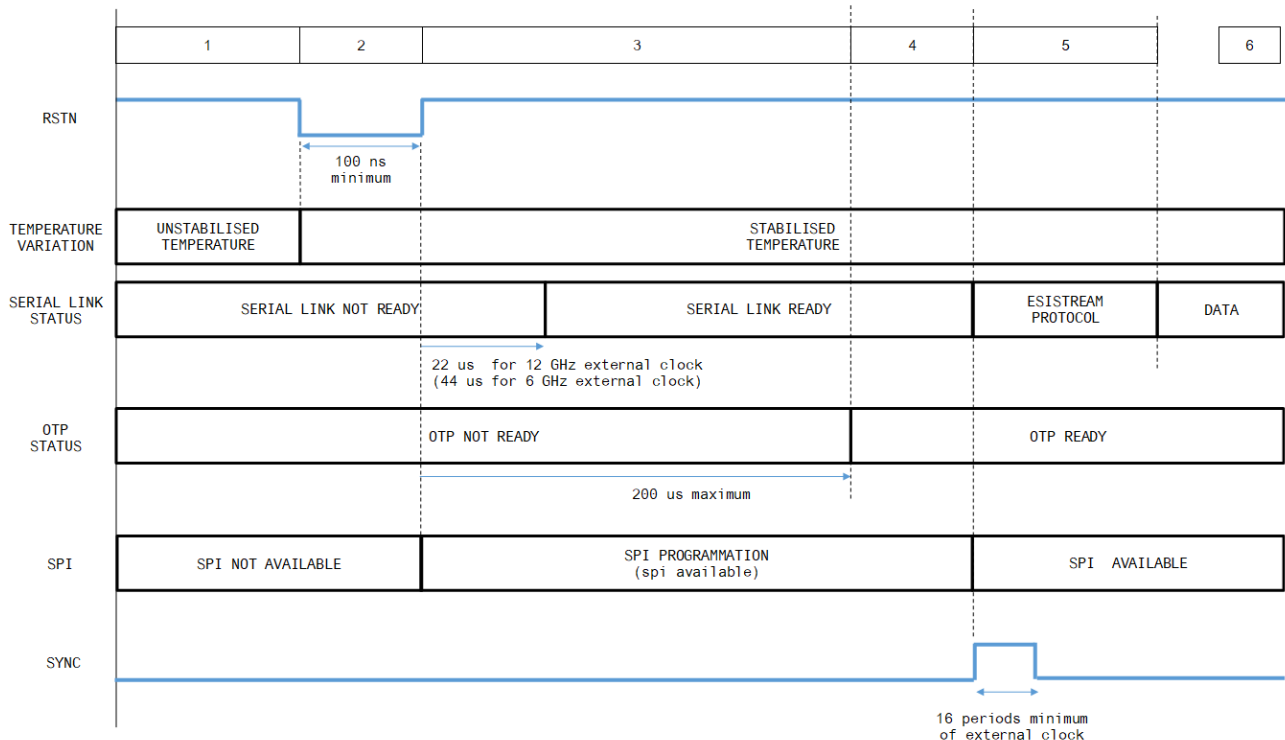 1 2 3 4 5 6
RSTN
100 ns
minimum
TEMPERATURE
VARIATION
UNSTABILISED
TEMPERATURE
STABILISED
TEMPERATURE
SERIAL LINK
STATUS
SERIAL LINK NOT READY
SERIAL LINK READY
ESISTREAM
PROTOCOL
DATA
22 us for 12 GHz external clock
(44 us for 6 GHz external clock)
OTP
STATUS
OTP NOT READY
OTP READY
200 us maximum
SPI
SPI NOT AVAILABLE
SPI PROGRAMMATION
(spi available)
SPI AVAILABLE
SYNC
16 periods minimum
of external clock